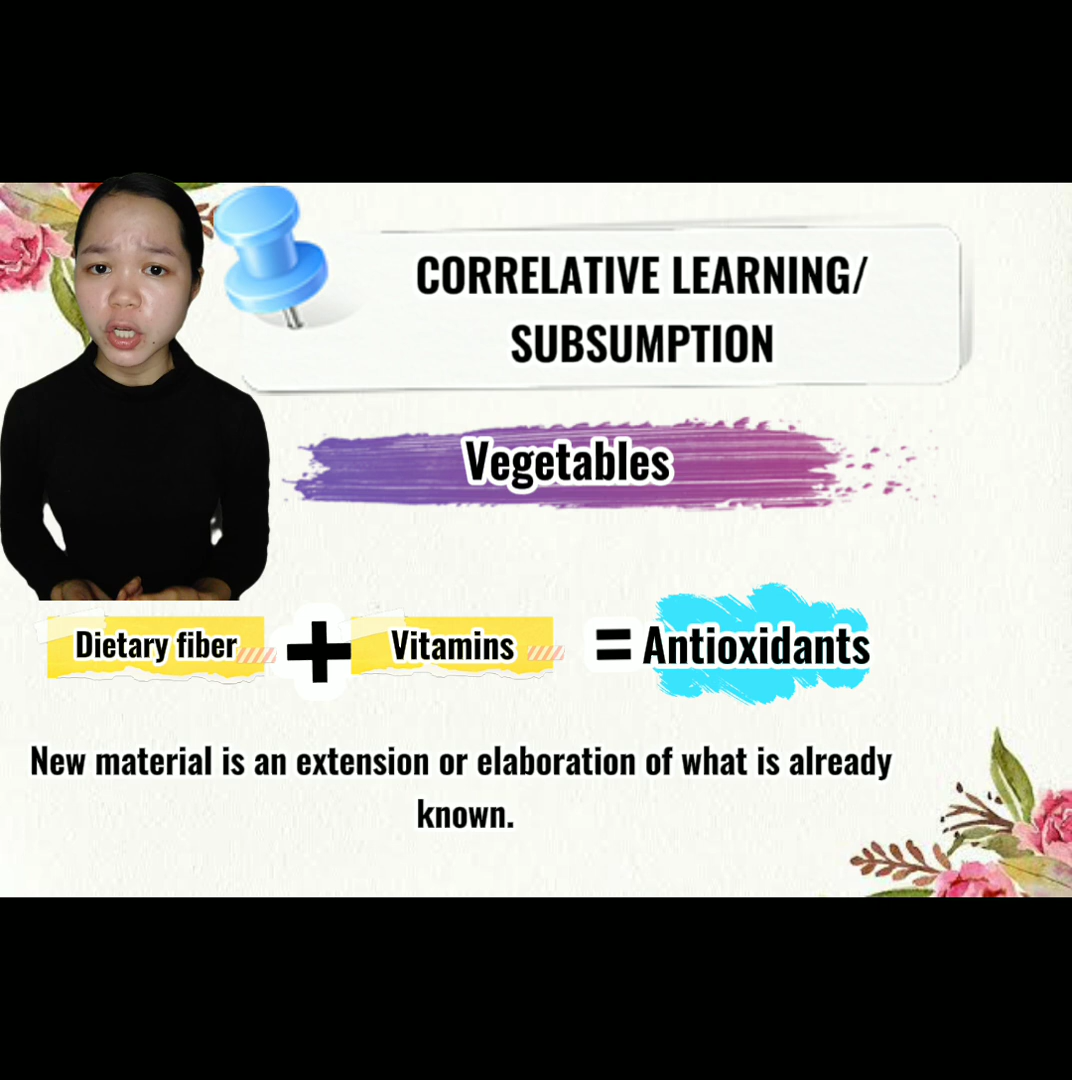 CORRELATIVE LEARNING/
SUBSUMPTION
Vegetables
Dietary fiber + Vitamins = Antioxidants
New material is an extension or elaboration of what is already
known.